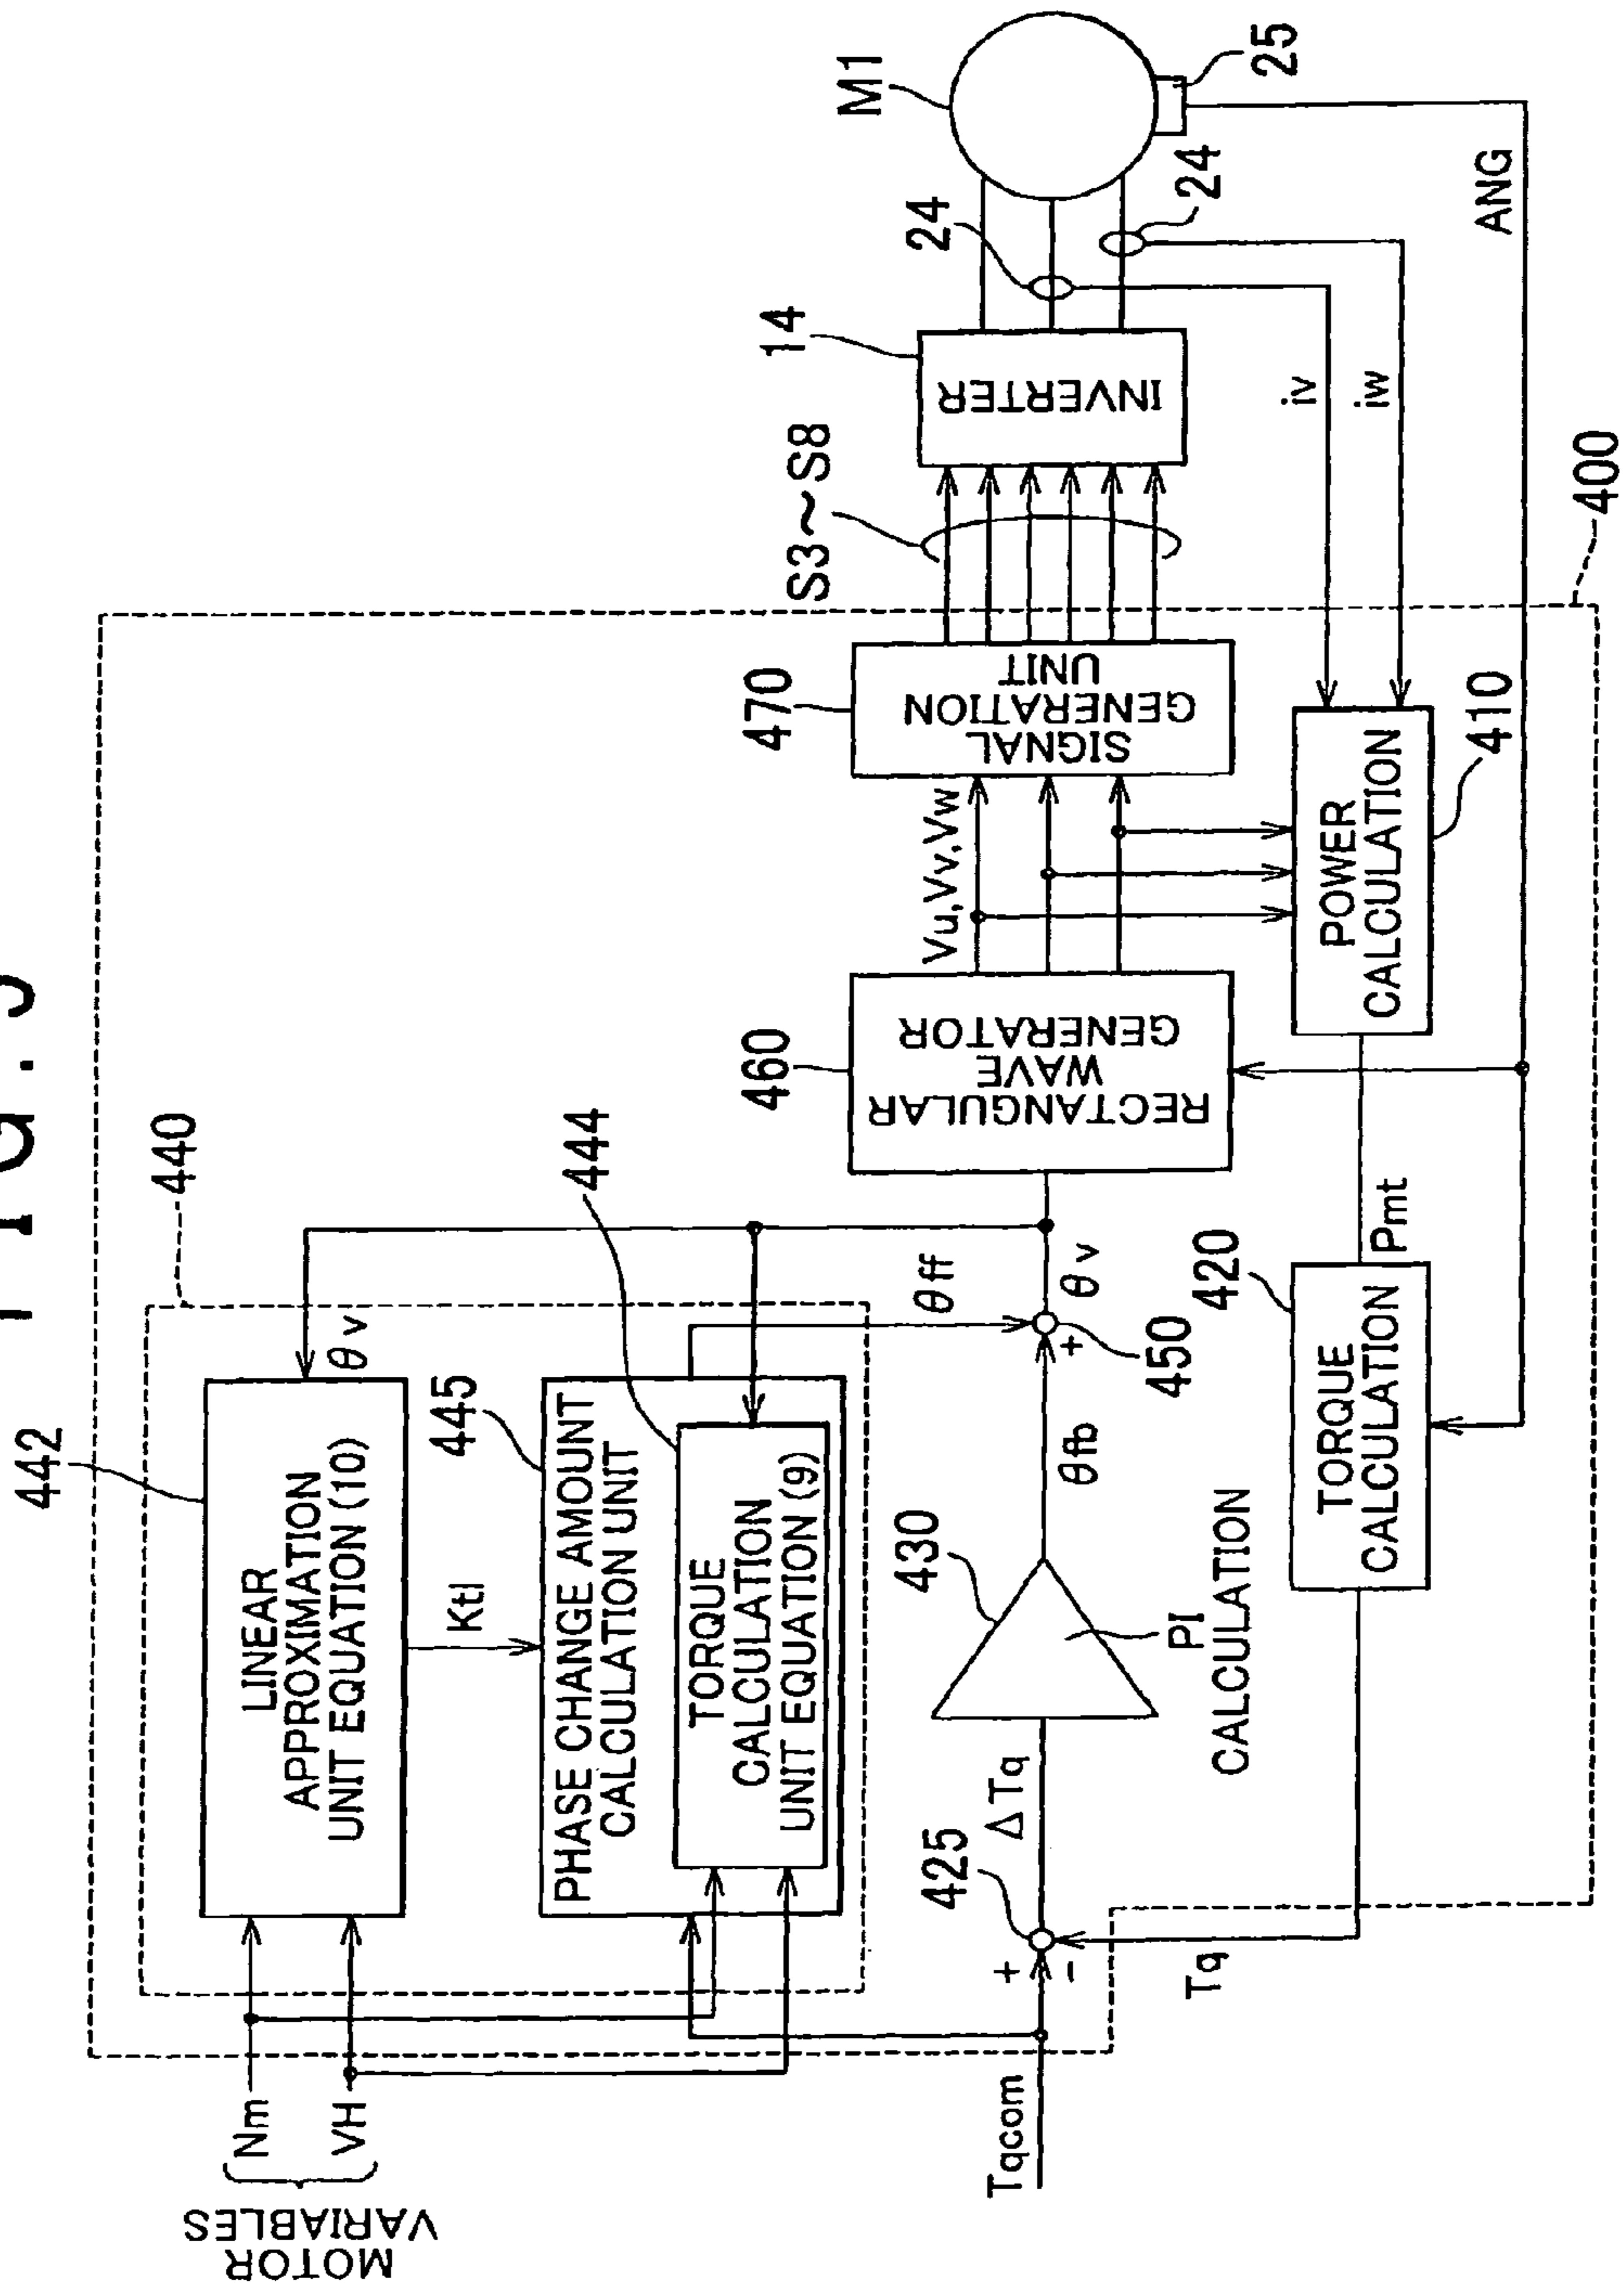 442
440
θv
LINEAR
APPROXIMATION
UNIT EQUATION (10)
Nm
VH
MOTOR
VARIABLES
Ktl
445
444
PHASE CHANGE AMOUNT
CALCULATION UNIT
TORQUE
CALCULATION
UNIT EQUATION (9)
θff
Tqcom
+
-
425
ΔTq
430
PI
CALCULATION
θfb
+
450
θv
460
RECTANGULAR
WAVE
GENERATOR
Vu,Vv,Vw
470
SIGNAL
GENERATION
UNIT
S3~S8
14
INVERTER
24
24
M1
25
Tq
420
TORQUE
CALCULATION
Pmt
POWER
CALCULATION
410
iv
iw
ANG
400